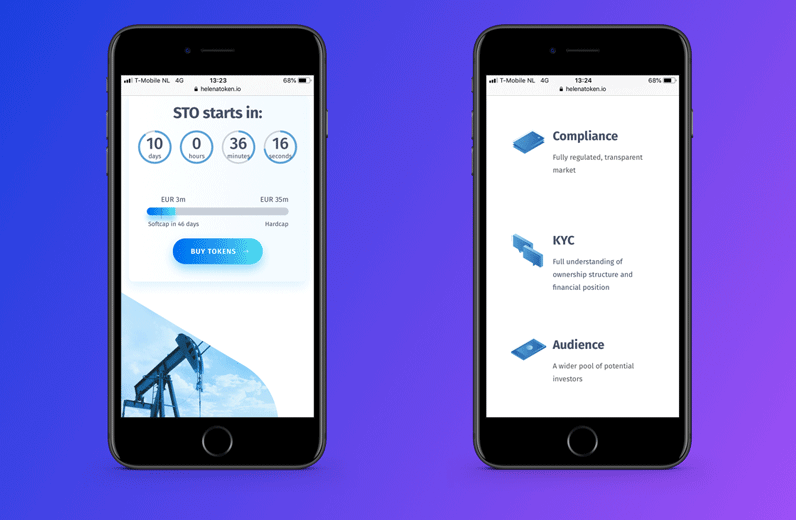 T-Mobile NL 4G 13:23 68%
helenatoken.io
STO starts in:
10 0 36 16
days hours minutes seconds
EUR 3m EUR 35m
Softcap in 46 days Hardcap
BUY TOKENS →
T-Mobile NL 4G 13:24 68%
helenatoken.io
Compliance
Fully regulated, transparent
market
KYC
Full understanding of
ownership structure and
financial position
Audience
A wider pool of potential
investors